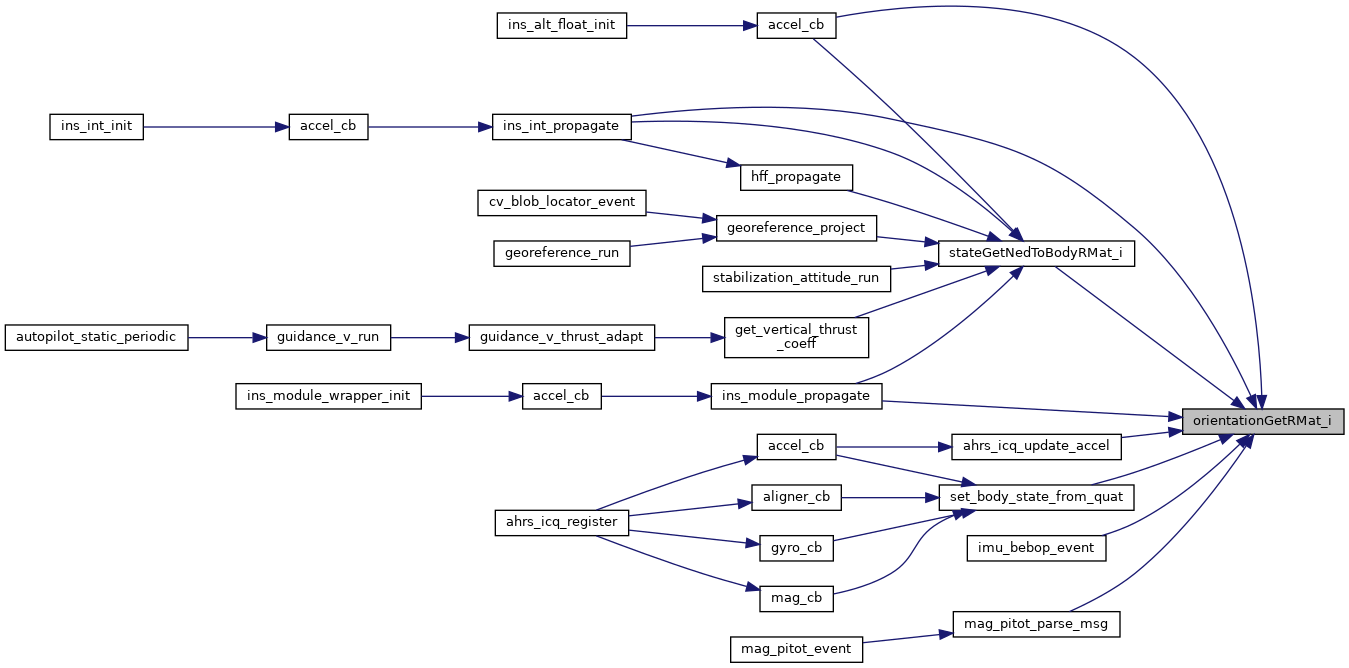 ins_alt_float_init
accel_cb
ins_int_init
accel_cb
ins_int_propagate
hff_propagate
cv_blob_locator_event
georeference_project
georeference_run
stateGetNedToBodyRMat_i
stabilization_attitude_run
autopilot_static_periodic
guidance_v_run
guidance_v_thrust_adapt
get_vertical_thrust
_coeff
ins_module_wrapper_init
accel_cb
ins_module_propagate
orientationGetRMat_i
accel_cb
ahrs_icq_update_accel
aligner_cb
set_body_state_from_quat
ahrs_icq_register
gyro_cb
imu_bebop_event
mag_cb
mag_pitot_parse_msg
mag_pitot_event